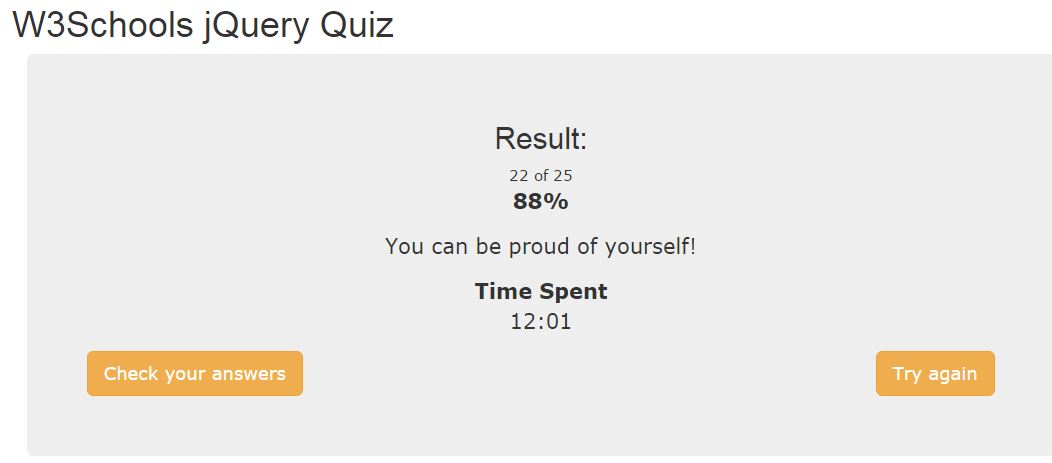 W3Schools jQuery Quiz
Result:
22 of 25
88%
You can be proud of yourself!
Time Spent
12:01
Check your answers
Try again